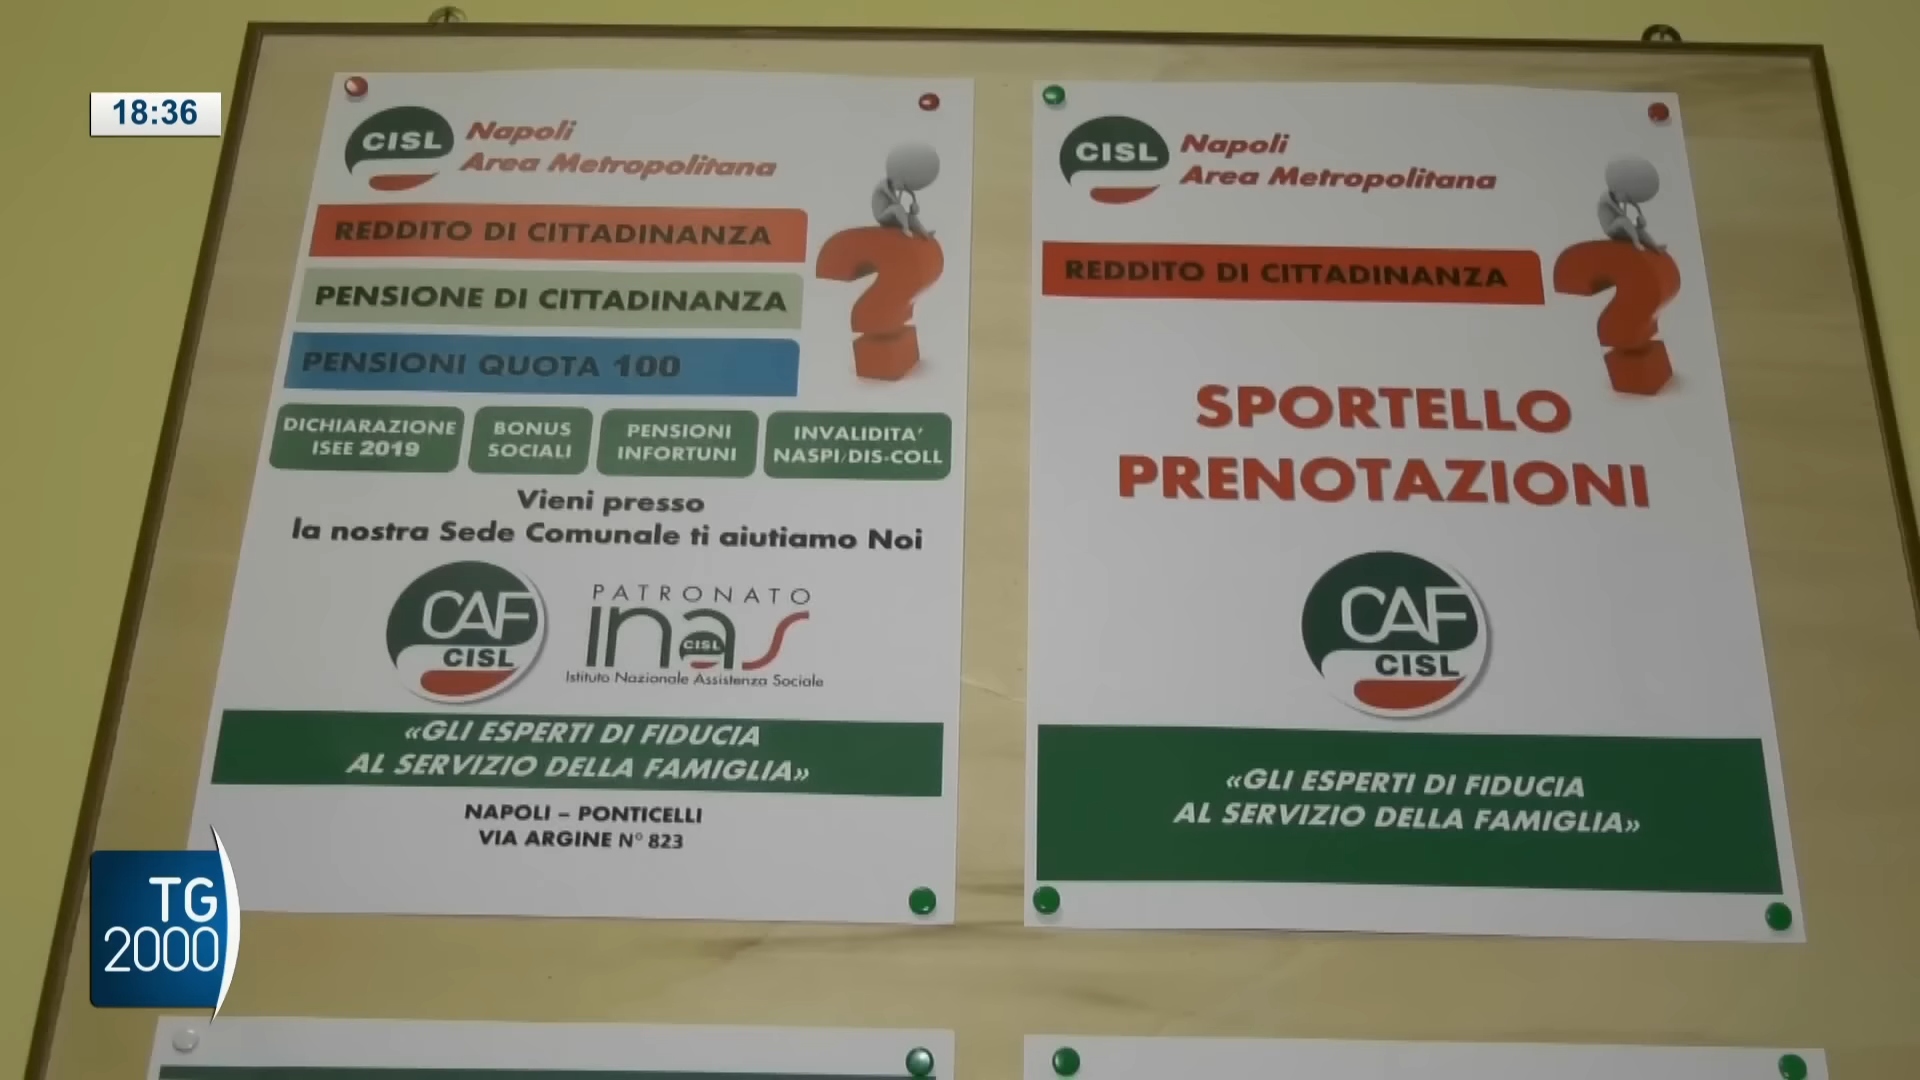 18:36
CISL
Napoli
Area Metropolitana
REDDITO DI CITTADINANZA
PENSIONE DI CITTADINANZA
PENSIONI QUOTA 100
DICHIARAZIONE
ISEE 2019
BONUS
SOCIALI
PENSIONI
INFORTUNI
INVALIDITA'
NASPI/DIS-COLL
Vieni presso
la nostra Sede Comunale ti aiutiamo Noi
CAF
CISL
PATRONATO
inas
CISL
Istituto Nazionale Assistenza Sociale
«GLI ESPERTI DI FIDUCIA
AL SERVIZIO DELLA FAMIGLIA»
NAPOLI – PONTICELLI
VIA ARGINE N° 823
CISL
Napoli
Area Metropolitana
REDDITO DI CITTADINANZA
SPORTELLO
PRENOTAZIONI
CAF
CISL
«GLI ESPERTI DI FIDUCIA
AL SERVIZIO DELLA FAMIGLIA»
TG
2000